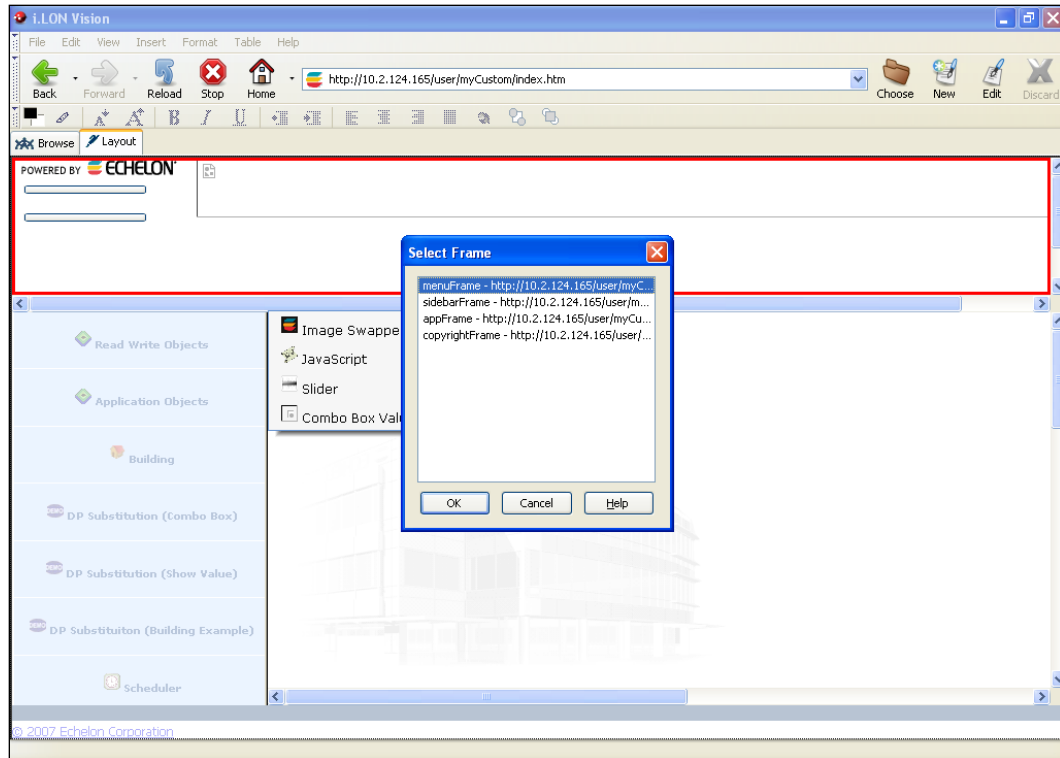 i.LON Vision
File Edit View Insert Format Table Help
Back Forward Reload Stop Home http://10.2.124.165/user/myCustom/index.htm Choose New Edit Discard
B I U
Browse Layout
POWERED BY ECHELON
Select Frame
menuFrame - http://10.2.124.165/user/myC...
sidebarFrame - http://10.2.124.165/user/m...
appFrame - http://10.2.124.165/user/myCu...
copyrightFrame - http://10.2.124.165/user/...
OK Cancel Help
Read Write Objects
Application Objects
Building
DP Substitution (Combo Box)
DP Substitution (Show Value)
DP Substituiton (Building Example)
Scheduler
Image Swappe
JavaScript
Slider
Combo Box Val
© 2007 Echelon Corporation